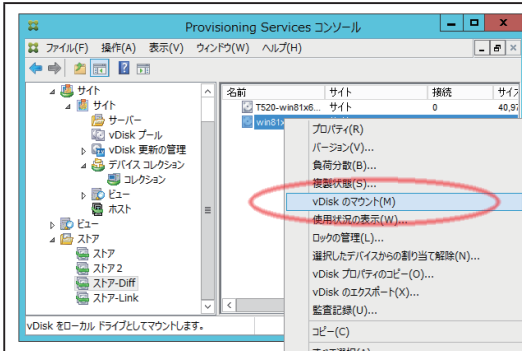 Provisioning Services コンソール
ファイル(F) 操作(A) 表示(V) ウィンドウ(W) ヘルプ(H)
サイト
サイト
サーバー
vDisk プール
vDisk 更新の管理
デバイス コレクション
コレクション
ビュー
ホスト
ビュー
ストア
ストア
ストア 2
ストア-Diff
ストア-Link
名前 サイト 接続
T520-win81x6... サイト 0 40,97
プロパティ(R)
バージョン(V)...
負荷分散(B)...
複製状態(S)...
vDisk のマウント(M)
使用状況の表示(W)...
ロックの管理(L)...
選択したデバイスからの割り当て解除(N)...
vDisk プロパティのコピー(O)...
vDisk のエクスポート(X)...
監査記録(U)...
コピー(C)
vDisk をローカル ドライブとしてマウントします。